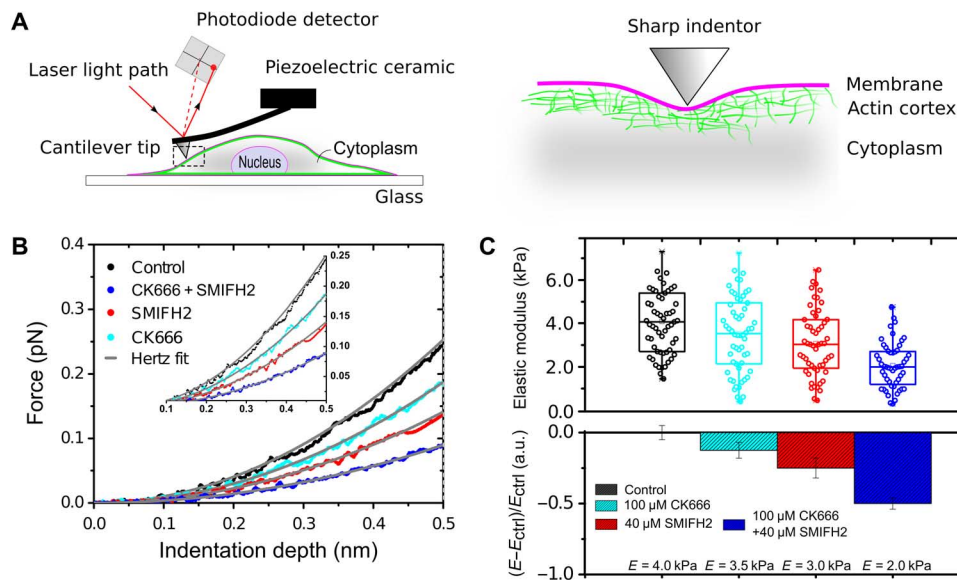 A
Photodiode detector
Laser light path
Piezoelectric ceramic
Cantilever tip
Cytoplasm
Nucleus
Glass
Sharp indentor
Membrane
Actin cortex
Cytoplasm
B
Force (pN)
0.4
0.3
0.2
0.1
0.0
Control
CK666 + SMIFH2
SMIFH2
CK666
Hertz fit
0.25
0.20
0.15
0.10
0.05
0.1 0.2 0.3 0.4 0.5
0.0 0.1 0.2 0.3 0.4 0.5
Indentation depth (nm)
C
Elastic modulus (kPa)
6.0
4.0
2.0
0.0
(E–Ectrl)/Ectrl (a.u.)
0.0
−0.5
−1.0
Control
100 µM CK666
40 µM SMIFH2
100 µM CK666
+40 µM SMIFH2
E = 4.0 kPa E = 3.5 kPa E = 3.0 kPa E = 2.0 kPa